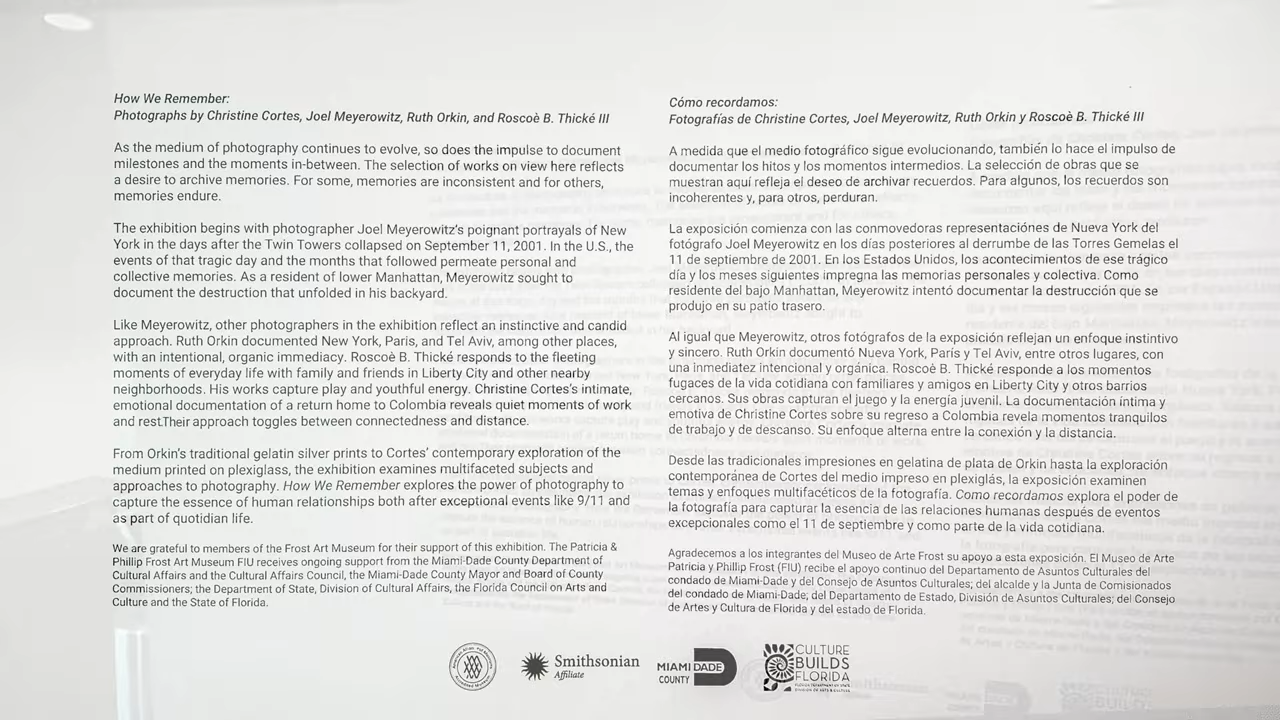 How We Remember:
Photographs by Christine Cortes, Joel Meyerowitz, Ruth Orkin, and Roscoè B. Thické III
As the medium of photography continues to evolve, so does the impulse to document
milestones and the moments in-between. The selection of works on view here reflects
a desire to archive memories. For some, memories are inconsistent and for others,
memories endure.
The exhibition begins with photographer Joel Meyerowitz's poignant portrayals of New
York in the days after the Twin Towers collapsed on September 11, 2001. In the U.S., the
events of that tragic day and the months that followed permeate personal and
collective memories. As a resident of lower Manhattan, Meyerowitz sought to
document the destruction that unfolded in his backyard.
Like Meyerowitz, other photographers in the exhibition reflect an instinctive and candid
approach. Ruth Orkin documented New York, Paris, and Tel Aviv, among other places,
with an intentional, organic immediacy. Roscoè B. Thické responds to the fleeting
moments of everyday life with family and friends in Liberty City and other nearby
neighborhoods. His works capture play and youthful energy. Christine Cortes's intimate,
emotional documentation of a return home to Colombia reveals quiet moments of work
and rest.Their approach toggles between connectedness and distance.
From Orkin's traditional gelatin silver prints to Cortes' contemporary exploration of the
medium printed on plexiglass, the exhibition examines multifaceted subjects and
approaches to photography. How We Remember explores the power of photography to
capture the essence of human relationships both after exceptional events like 9/11 and
as part of quotidian life.
We are grateful to members of the Frost Art Museum for their support of this exhibition. The Patricia &
Phillip Frost Art Museum FIU receives ongoing support from the Miami-Dade County Department of
Cultural Affairs and the Cultural Affairs Council, the Miami-Dade County Mayor and Board of County
Commissioners; the Department of State, Division of Cultural Affairs, the Florida Council on Arts and
Culture and the State of Florida.
Cómo recordamos:
Fotografías de Christine Cortes, Joel Meyerowitz, Ruth Orkin y Roscoè B. Thické III
A medida que el medio fotográfico sigue evolucionando, también lo hace el impulso de
documentar los hitos y los momentos intermedios. La selección de obras que se
muestran aquí refleja el deseo de archivar recuerdos. Para algunos, los recuerdos son
incoherentes y, para otros, perduran.
La exposición comienza con las conmovedoras representaciónes de Nueva York del
fotógrafo Joel Meyerowitz en los días posteriores al derrumbe de las Torres Gemelas el
11 de septiembre de 2001. En los Estados Unidos, los acontecimientos de ese trágico
día y los meses siguientes impregna las memorias personales y colectiva. Como
residente del bajo Manhattan, Meyerowitz intentó documentar la destrucción que se
produjo en su patio trasero.
Al igual que Meyerowitz, otros fotógrafos de la exposición reflejan un enfoque instintivo
y sincero. Ruth Orkin documentó Nueva York, París y Tel Aviv, entre otros lugares, con
una inmediatez intencional y orgánica. Roscoè B. Thické responde a los momentos
fugaces de la vida cotidiana con familiares y amigos en Liberty City y otros barrios
cercanos. Sus obras capturan el juego y la energía juvenil. La documentación íntima y
emotiva de Christine Cortes sobre su regreso a Colombia revela momentos tranquilos
de trabajo y de descanso. Su enfoque alterna entre la conexión y la distancia.
Desde las tradicionales impresiones en gelatina de plata de Orkin hasta la exploración
contemporánea de Cortes del medio impreso en plexiglás, la exposición examinen
temas y enfoques multifacéticos de la fotografía. Como recordamos explora el poder de
la fotografía para capturar la esencia de las relaciones humanas después de eventos
excepcionales como el 11 de septiembre y como parte de la vida cotidiana.
Agradecemos a los integrantes del Museo de Arte Frost su apoyo a esta exposición. El Museo de Arte
Patricia y Phillip Frost (FIU) recibe el apoyo continuo del Departamento de Asuntos Culturales del
condado de Miami-Dade y del Consejo de Asuntos Culturales; del alcalde y la Junta de Comisionados
del condado de Miami-Dade; del Departamento de Estado, División de Asuntos Culturales; del Consejo
de Artes y Cultura de Florida y del estado de Florida.
Smithsonian
Affiliate
MIAMI DADE
COUNTY
CULTURE
BUILDS
FLORIDA